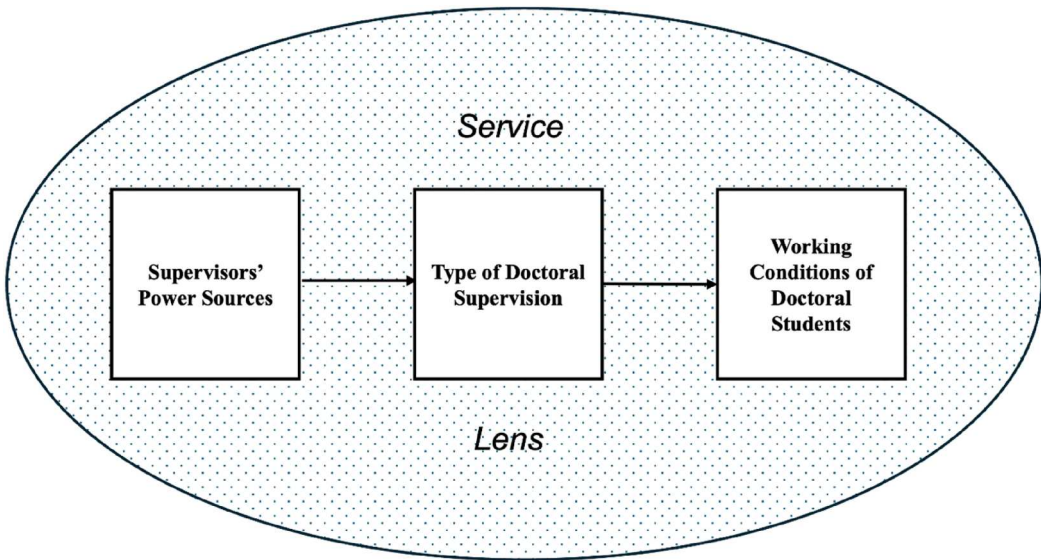 Service
Supervisors’
Power Sources
Type of Doctoral
Supervision
Working
Conditions of
Doctoral
Students
Lens